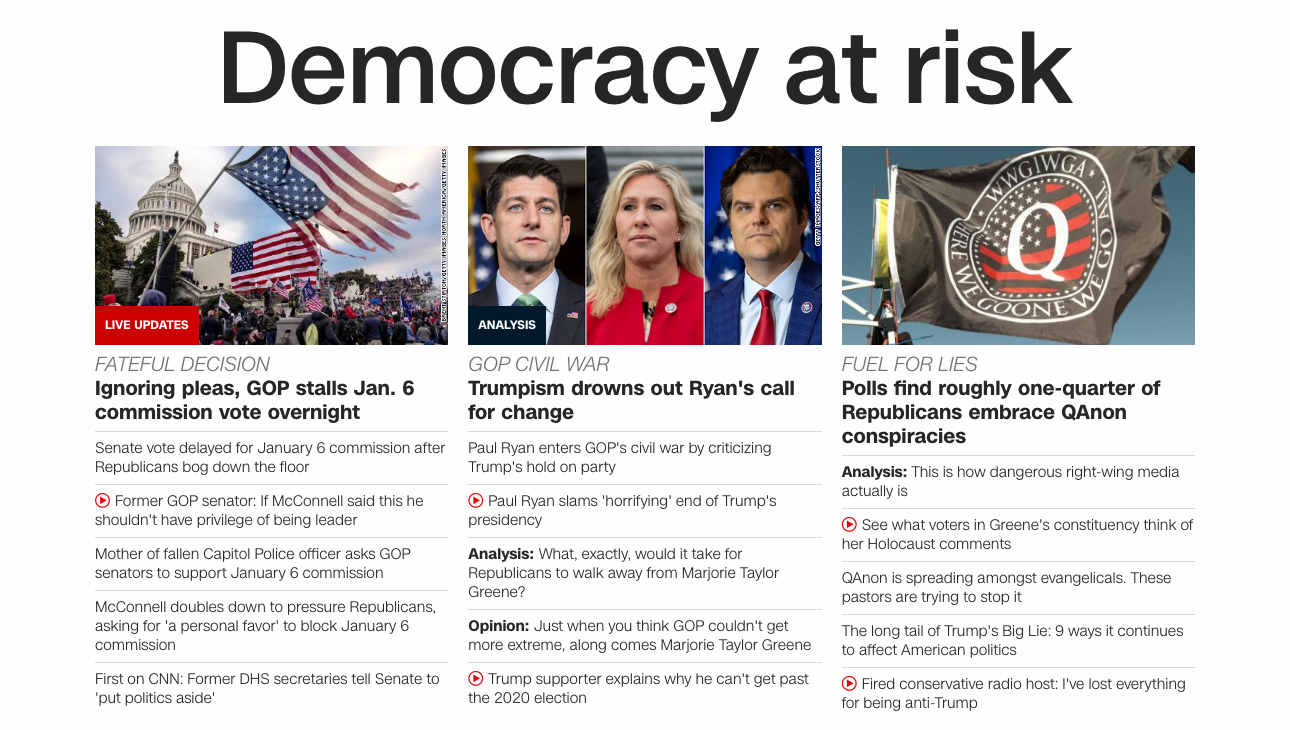 Democracy at risk
LIVE UPDATES
FATEFUL DECISION
Ignoring pleas, GOP stalls Jan. 6
commission vote overnight
Senate vote delayed for January 6 commission after
Republicans bog down the floor
Former GOP senator: If McConnell said this he
shouldn't have privilege of being leader
Mother of fallen Capitol Police officer asks GOP
senators to support January 6 commission
McConnell doubles down to pressure Republicans,
asking for 'a personal favor' to block January 6
commission
First on CNN: Former DHS secretaries tell Senate to
'put politics aside'
ANALYSIS
GOP CIVIL WAR
Trumpism drowns out Ryan's call
for change
Paul Ryan enters GOP's civil war by criticizing
Trump's hold on party
Paul Ryan slams 'horrifying' end of Trump's
presidency
Analysis: What, exactly, would it take for
Republicans to walk away from Marjorie Taylor
Greene?
Opinion: Just when you think GOP couldn't get
more extreme, along comes Marjorie Taylor Greene
Trump supporter explains why he can't get past
the 2020 election
WWG1WGA
Q
WHERE WE GO ONE WE GO ALL
FUEL FOR LIES
Polls find roughly one-quarter of
Republicans embrace QAnon
conspiracies
Analysis: This is how dangerous right-wing media
actually is
See what voters in Greene's constituency think of
her Holocaust comments
QAnon is spreading amongst evangelicals. These
pastors are trying to stop it
The long tail of Trump's Big Lie: 9 ways it continues
to affect American politics
Fired conservative radio host: I've lost everything
for being anti-Trump